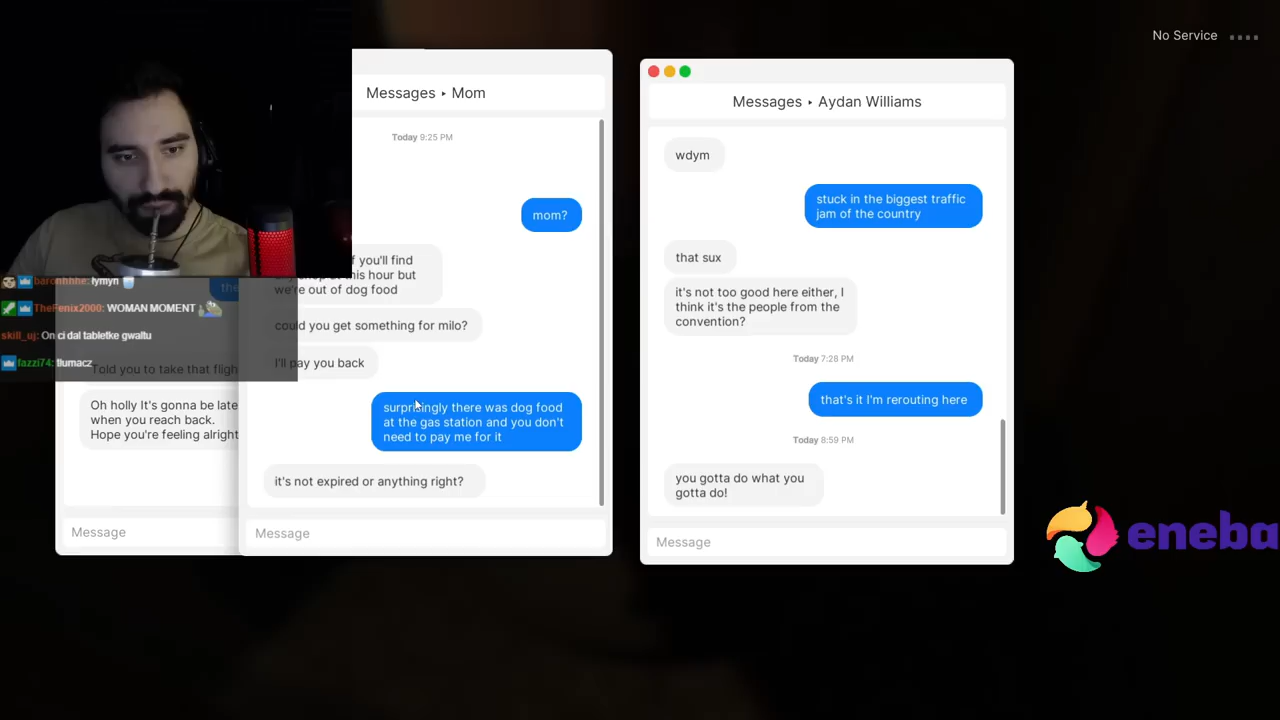 No Service
Messages ‣ Mom
Today 9:25 PM
mom?
f you'll find
this hour but
we're out of dog food
could you get something for milo?
I'll pay you back
surprisingly there was dog food
at the gas station and you don't
need to pay me for it
it's not expired or anything right?
Message
Messages ‣ Aydan Williams
wdym
stuck in the biggest traffic
jam of the country
that sux
it's not too good here either, I
think it's the people from the
convention?
Today 7:28 PM
that's it I'm rerouting here
Today 8:59 PM
you gotta do what you
gotta do!
Message
the
Told you to take that fligh
Oh holly It's gonna be late
when you reach back.
Hope you're feeling alright
Message
baronhhhe: lymyn
TheFenix2000: WOMAN MOMENT
skill_uj: On ci dal tabletke gwaltu
fazzi74: tlumacz
eneba